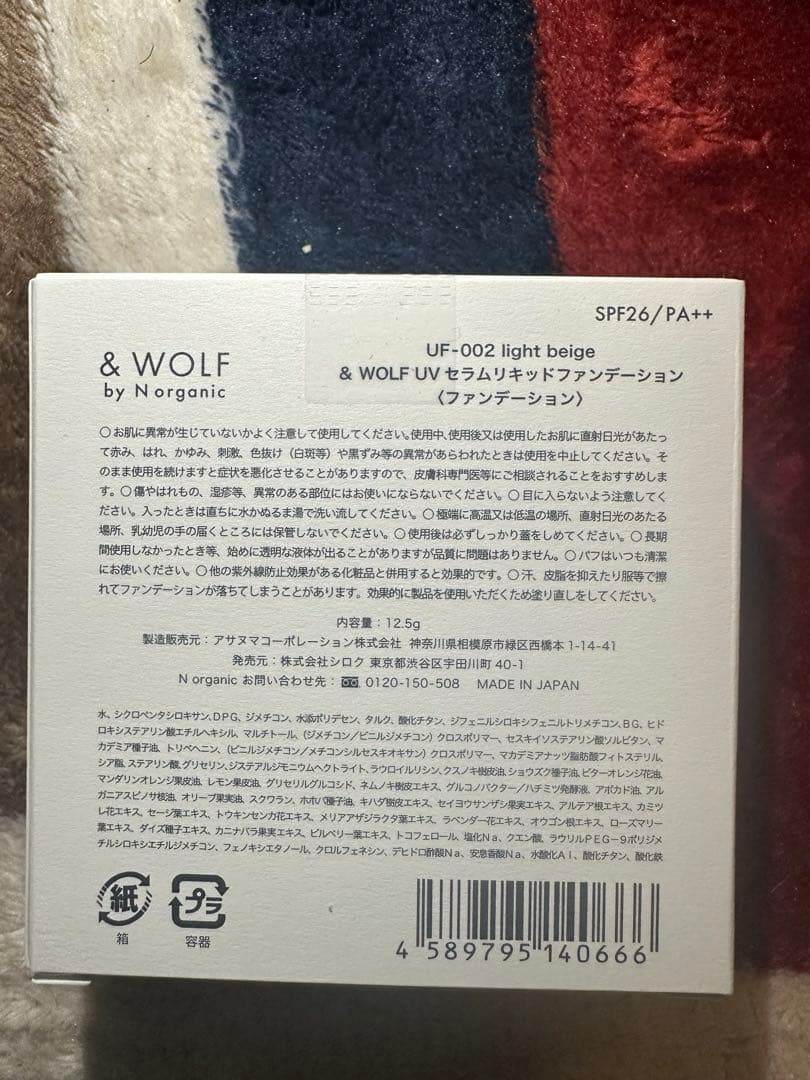 SPF26/PA++
& WOLF
by N organic
UF-002 light beige
& WOLF UV セラムリキッドファンデーション
〈ファンデーション〉
○お肌に異常が生じていないかよく注意して使用してください。使用中、使用後又は使用したお肌に直射日光があたっ
て赤み、はれ、かゆみ、刺激、色抜け（白斑等）や黒ずみ等の異常があらわれたときは使用を中止してください。そ
のまま使用を続けますと症状を悪化させることがありますので、皮膚科専門医等にご相談されることをおすすめしま
す。○傷やはれもの、湿疹等、異常のある部位にはお使いにならないでください。○目に入らないよう注意してく
ださい。入ったときは直ちに水かぬるま湯で洗い流してください。○極端に高温又は低温の場所、直射日光のあたる
場所、乳幼児の手の届くところには保管しないでください。○使用後は必ずしっかり蓋をしめてください。○長期
間使用しなかったとき等、始めに透明な液体が出ることがありますが品質に問題はありません。○パフはいつも清潔
にお使いください。○他の紫外線防止効果がある化粧品と併用すると効果的です。○汗、皮脂を抑えたり服等で擦
れてファンデーションが落ちてしまうことがあります。効果的に製品を使用いただくため塗り直しをしてください。
内容量：12.5g
製造販売元：アサヌマコーポレーション株式会社 神奈川県相模原市緑区西橋本 1-14-41
発売元：株式会社シロク 東京都渋谷区宇田川町 40-1
N organic お問い合わせ先： 0120-150-508 MADE IN JAPAN
水、シクロペンタシロキサン、DPG、ジメチコン、水添ポリデセン、タルク、酸化チタン、ジフェニルシロキシフェニルトリメチコン、BG、ヒド
ロキシステアリン酸エチルヘキシル、マルチトール、（ジメチコン/ビニルジメチコン）クロスポリマー、セスキイソステアリン酸ソルビタン、マ
カデミア種子油、トリベヘニン、（ビニルジメチコン/メチコンシルセスキオキサン）クロスポリマー、マカデミアナッツ脂肪酸フィトステリル、
シア脂、ステアリン酸、グリセリン、ジステアルジモニウムヘクトライト、ラウロイルリシン、クスノキ樹皮油、ショウズク種子油、ビターオレンジ花油、
マンダリンオレンジ果皮油、レモン果皮油、グリセリルグルコシド、ネムノキ樹皮エキス、グルコノバクター/ハチミツ発酵液、アボカド油、アル
ガニアスピノサ核油、オリーブ果実油、スクワラン、ホホバ種子油、キハダ樹皮エキス、セイヨウサンザシ果実エキス、アルテア根エキス、カミツ
レ花エキス、セージ葉エキス、トウキンセンカ花エキス、メリアアザジラクタ葉エキス、ラベンダー花エキス、オウゴン根エキス、ローズマリー
葉エキス、ダイズ種子エキス、カニナバラ果実エキス、ビルベリー葉エキス、トコフェロール、塩化Na、クエン酸、ラウリルPEG－9ポリジメ
チルシロキシエチルジメチコン、フェノキシエタノール、クロルフェネシン、デヒドロ酢酸Na、安息香酸Na、水酸化Al、酸化チタン、酸化鉄
紙
箱
プラ
容器
4 589795 140666